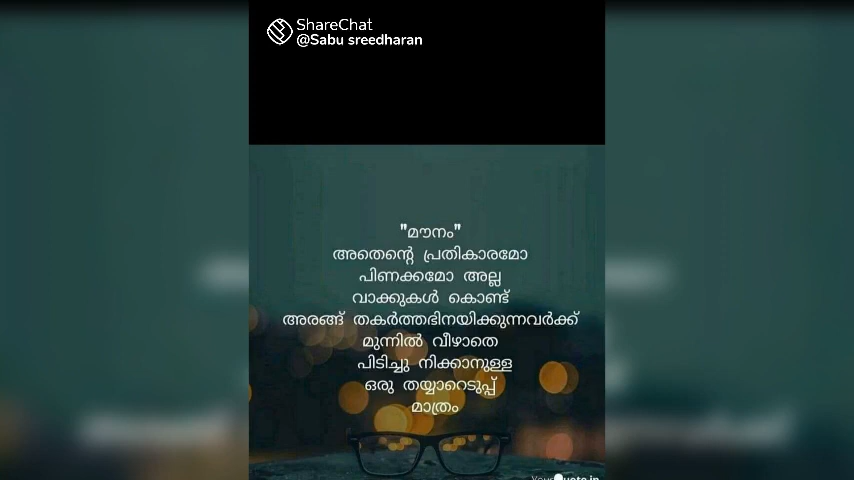 ShareChat
@Sabu sreedharan
"മൗനം"
അതെന്റെ പ്രതികാരമോ
പിണക്കമോ അല്ല
വാക്കുകൾ കൊണ്ട്
അരങ്ങ് തകർത്തഭിനയിക്കുന്നവർക്ക്
മുന്നിൽ വീഴാതെ
പിടിച്ചു നിക്കാനുള്ള
ഒരു തയ്യാറെടുപ്പ്
മാത്രം